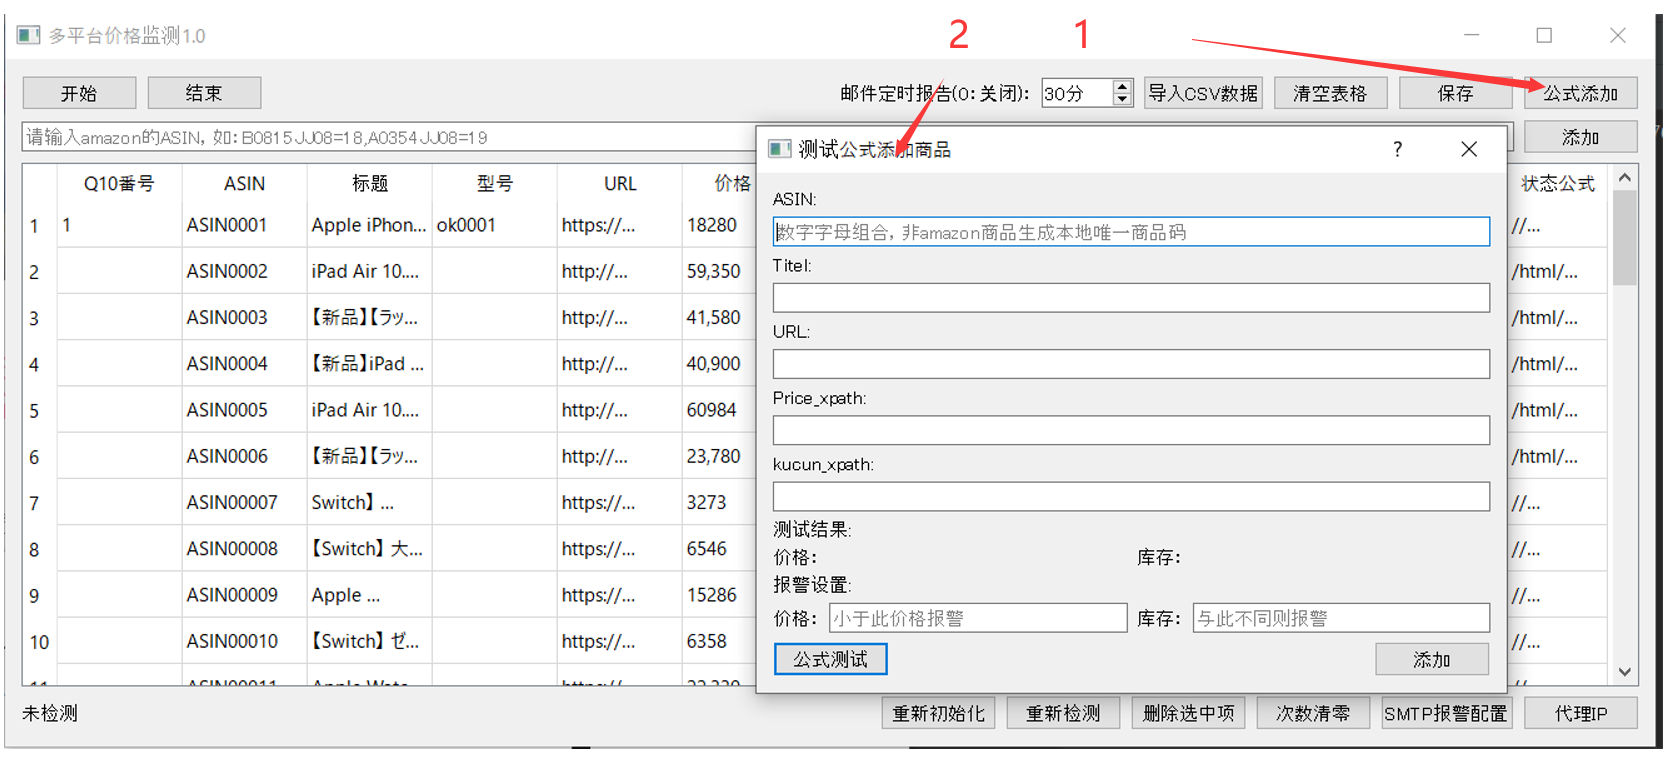 多平台价格监测1.0
2
1
开始
结束
邮件定时报告(0:关闭):
30分
导入CSV数据
清空表格
保存
公式添加
请输入amazon的ASIN, 如: B0815JJ08=18,A0354JJ08=19
添加
Q10番号 ASIN 标题 型号 URL 价格 状态公式
1 1 ASIN0001 Apple iPhon... ok0001 https://... 18280 //...
2 ASIN0002 iPad Air 10.... http://... 59,350 /html/...
3 ASIN0003 【新品】【ラッ... http://... 41,580 /html/...
4 ASIN0004 【新品】iPad ... http://... 40,900 /html/...
5 ASIN0005 iPad Air 10.... http://... 60984 /html/...
6 ASIN0006 【新品】【ラッ... http://... 23,780 /html/...
7 ASIN00007 Switch】 ... https://... 3273 //...
8 ASIN00008 【Switch】 大... https://... 6546 //...
9 ASIN00009 Apple ... https://... 15286 //...
10 ASIN00010 【Switch】 ゼ... https://... 6358 //...
测试公式添加商品
?
ASIN:
数字字母组合, 非amazon商品生成本地唯一商品码
Titel:
URL:
Price_xpath:
kucun_xpath:
测试结果:
价格: 库存:
报警设置:
价格: 小于此价格报警 库存: 与此不同则报警
公式测试
添加
未检测
重新初始化
重新检测
删除选中项
次数清零
SMTP报警配置
代理IP